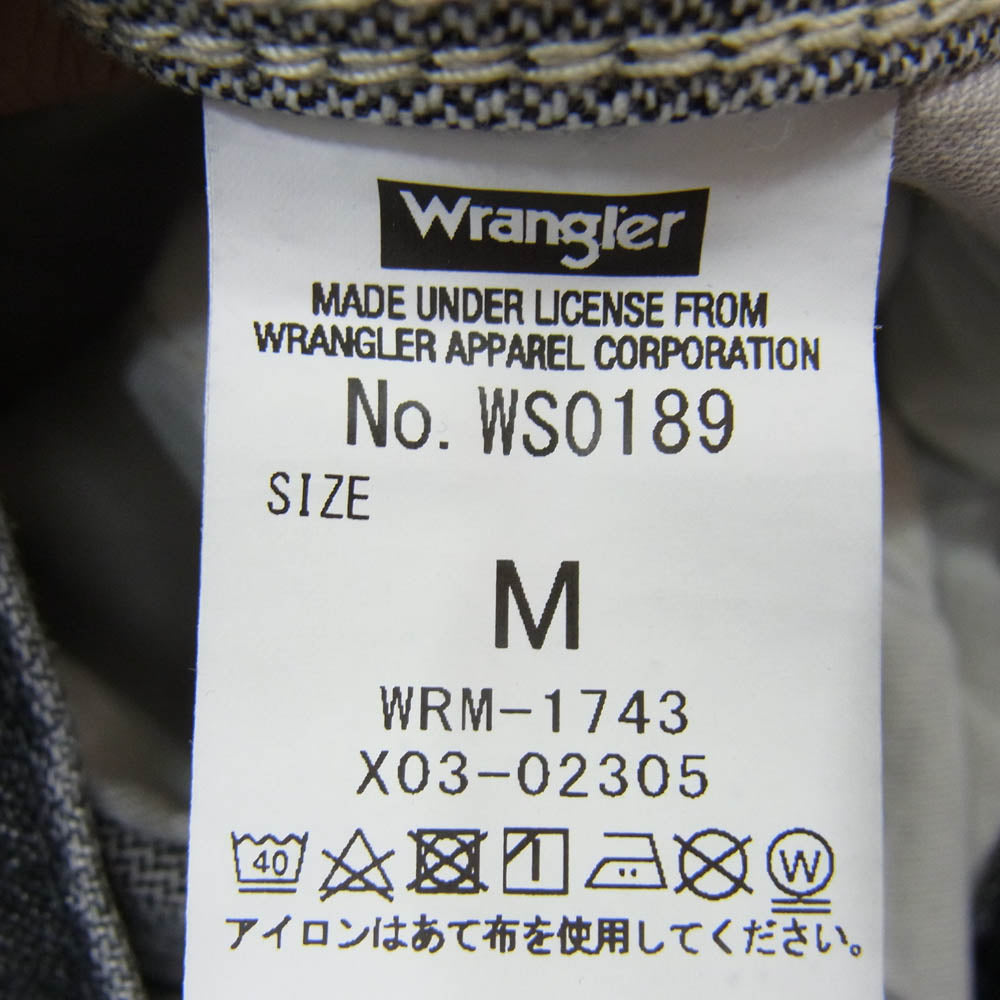 Wrangler
MADE UNDER LICENSE FROM
WRANGLER APPAREL CORPORATION
No. WS0189
SIZE
M
WRM-1743
X03-02305
40 W
アイロンはあて布を使用してください。